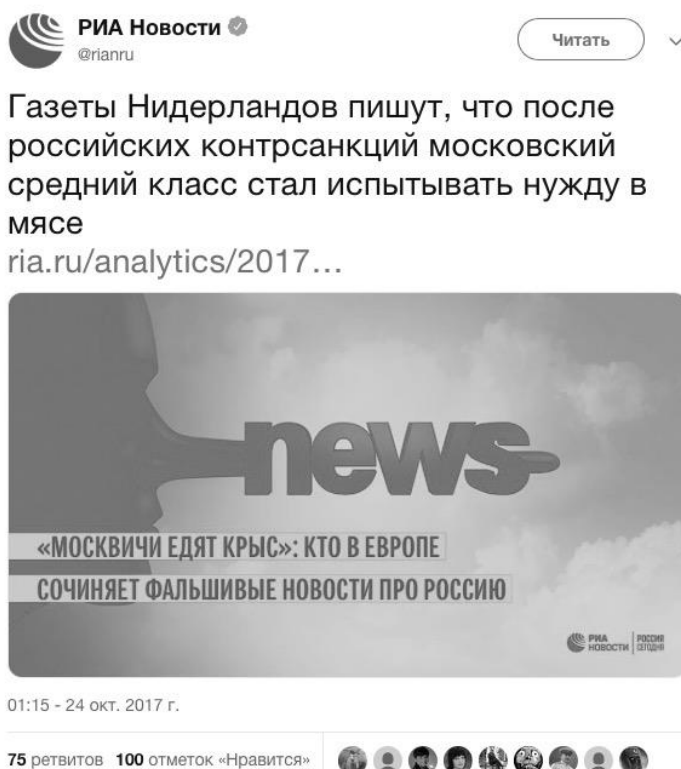 РИА Новости
@rianru
Читать
Газеты Нидерландов пишут, что после
российских контрсанкций московский
средний класс стал испытывать нужду в
мясе
ria.ru/analytics/2017...
news
«МОСКВИЧИ ЕДЯТ КРЫС»: КТО В ЕВРОПЕ
СОЧИНЯЕТ ФАЛЬШИВЫЕ НОВОСТИ ПРО РОССИЮ
РИА РОССИЯ
НОВОСТИ СЕГОДНЯ
01:15 - 24 окт. 2017 г.
75 ретвитов 100 отметок «Нравится»